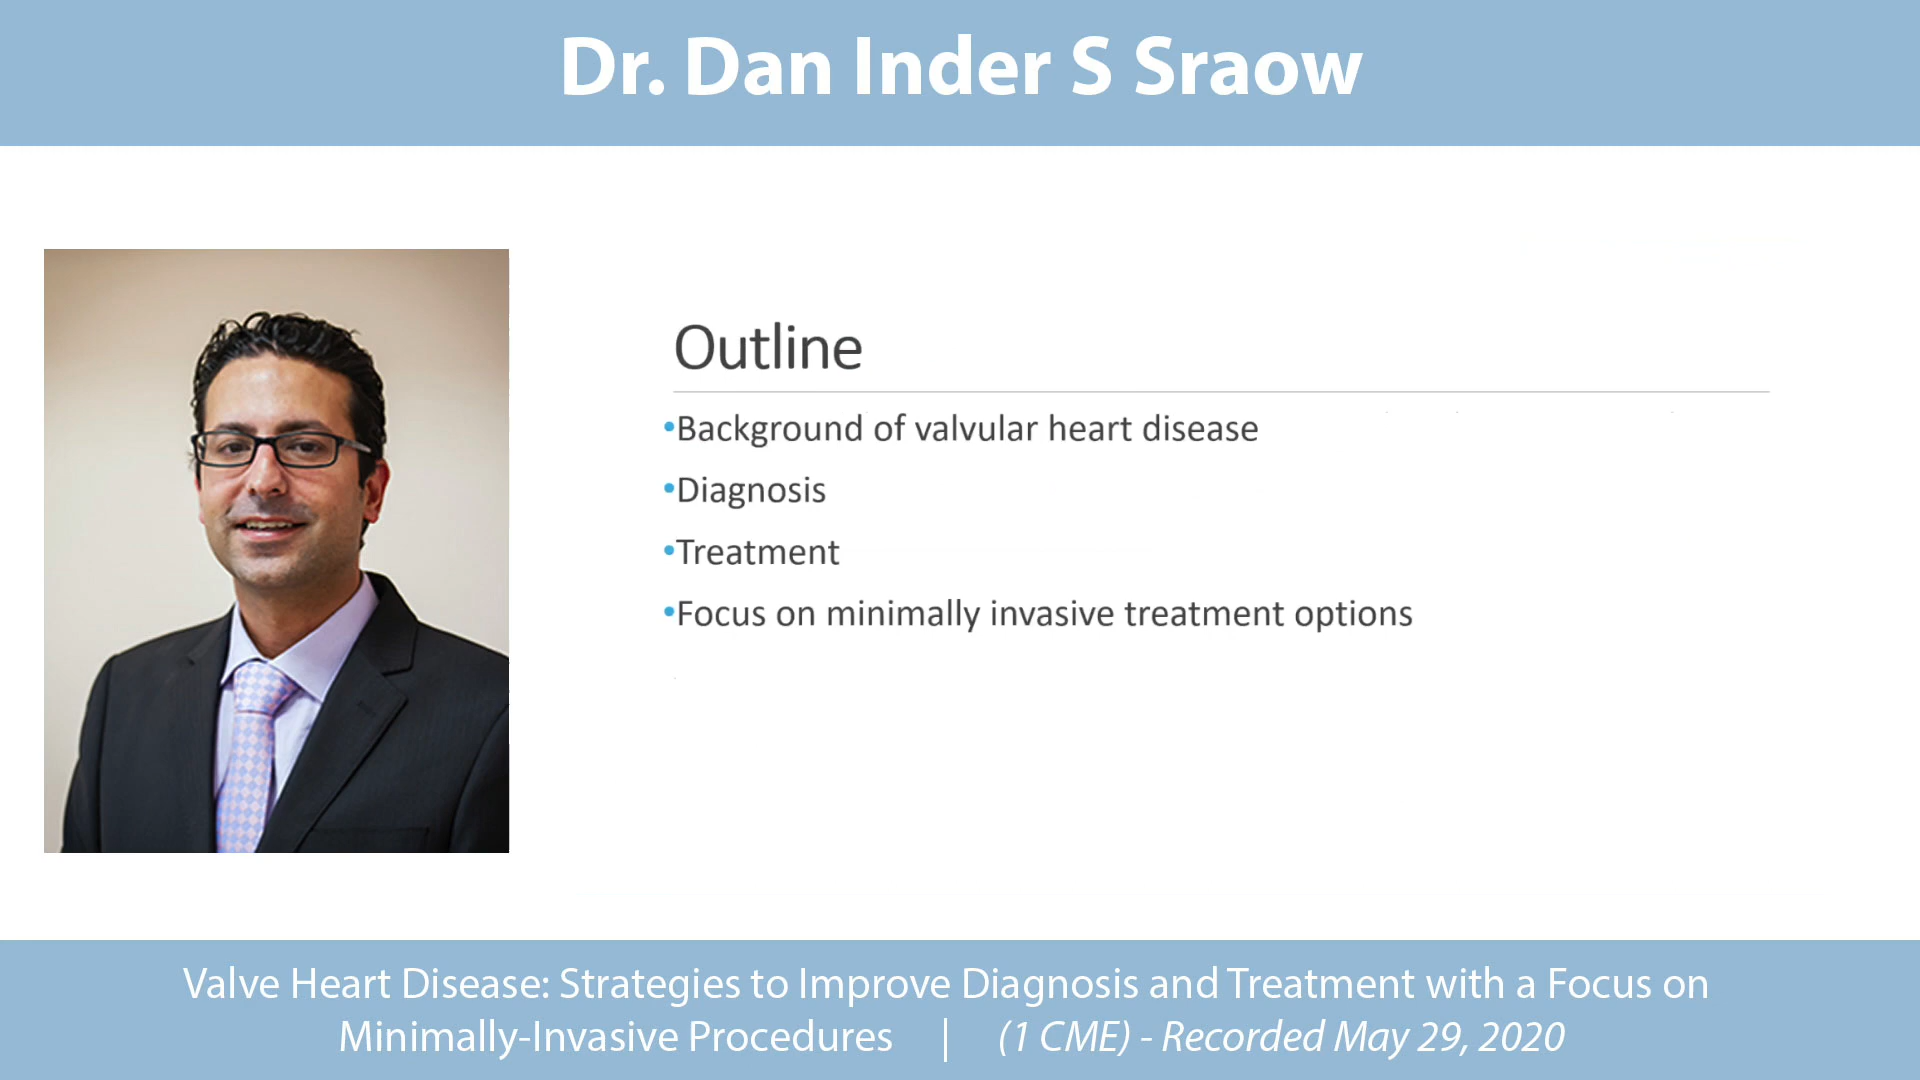 Dr. Dan Inder S Sraow
Outline
•Background of valvular heart disease
•Diagnosis
•Treatment
•Focus on minimally invasive treatment options
Valve Heart Disease: Strategies to Improve Diagnosis and Treatment with a Focus on
Minimally-Invasive Procedures | (1 CME) - Recorded May 29, 2020